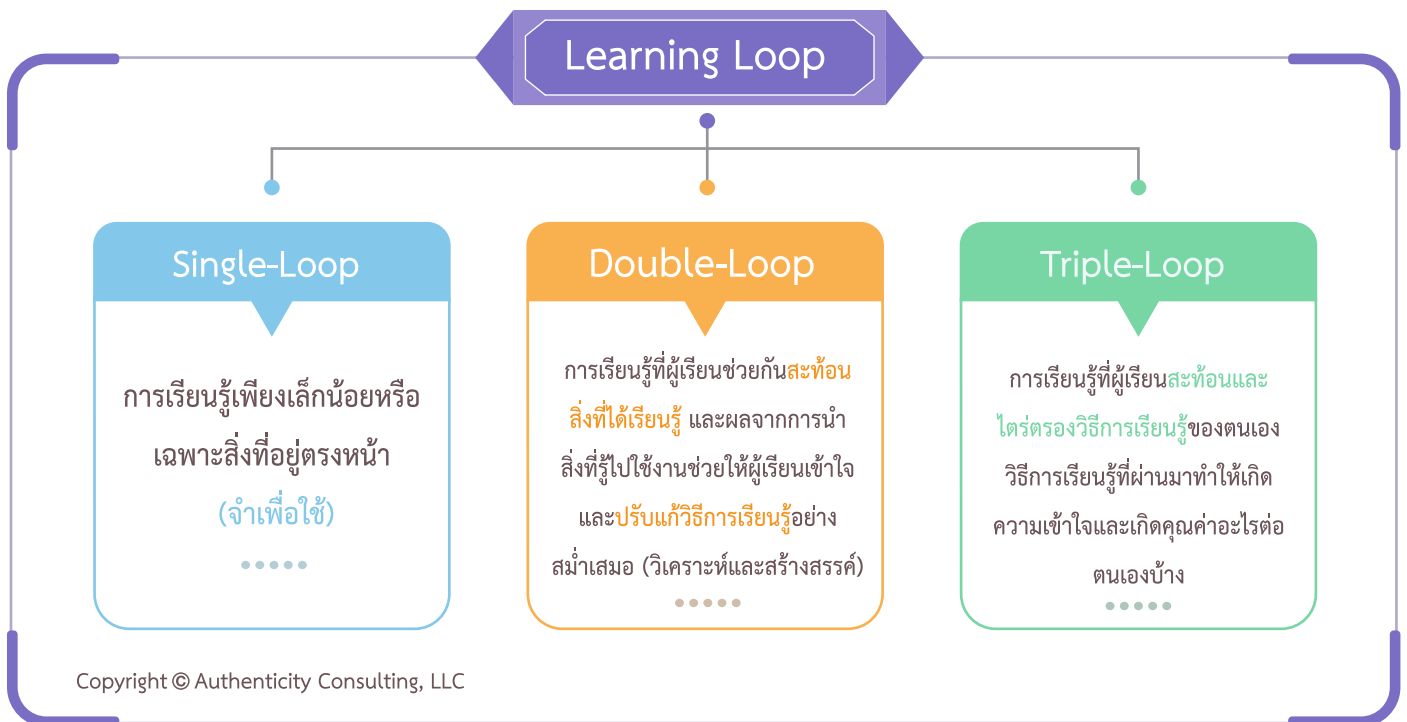 Learning Loop
Single-Loop
การเรียนรู้เพียงเล็กน้อยหรือ
เฉพาะสิ่งที่อยู่ตรงหน้า
(จำเพื่อใช้)
Double-Loop
การเรียนรู้ที่ผู้เรียนช่วยกันสะท้อน
สิ่งที่ได้เรียนรู้ และผลจากการนำ
สิ่งที่รู้ไปใช้งานช่วยให้ผู้เรียนเข้าใจ
และปรับแก้วิธีการเรียนรู้อย่าง
สม่ำเสมอ (วิเคราะห์และสร้างสรรค์)
Triple-Loop
การเรียนรู้ที่ผู้เรียนสะท้อนและ
ไตร่ตรองวิธีการเรียนรู้ของตนเอง
วิธีการเรียนรู้ที่ผ่านมาทำให้เกิด
ความเข้าใจและเกิดคุณค่าอะไรต่อ
ตนเองบ้าง
Copyright © Authenticity Consulting, LLC